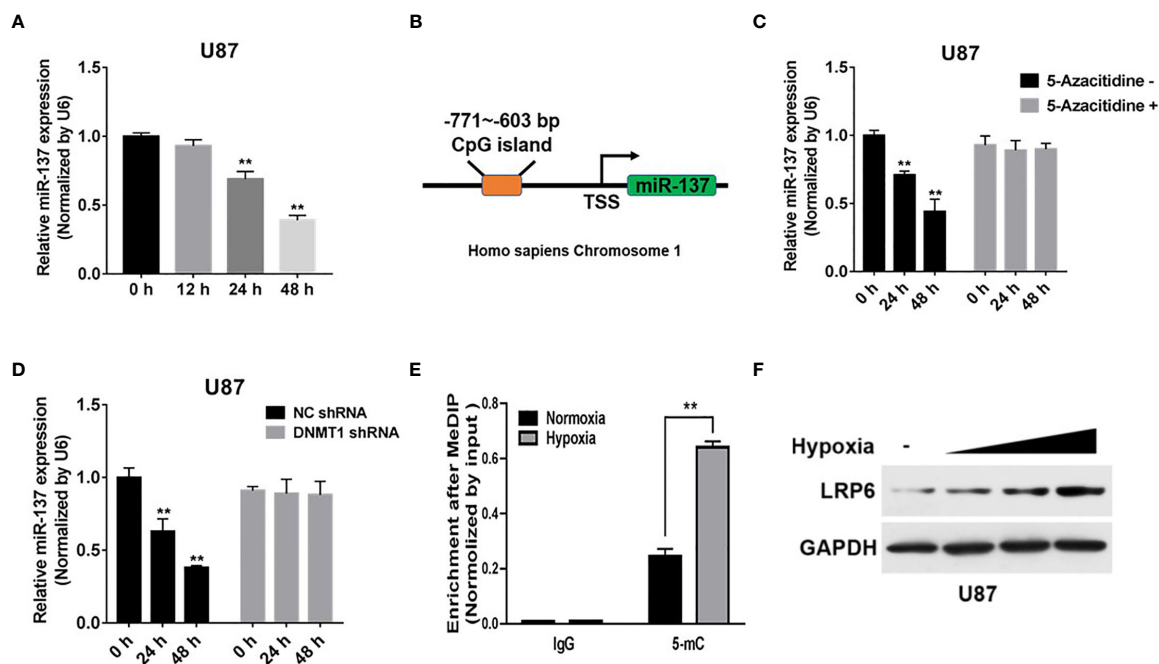 A
U87
Relative miR-137 expression
(Normalized by U6)
1.5
1.0
0.5
0.0
**
**
0 h
12 h
24 h
48 h
B
-771~-603 bp
CpG island
TSS
miR-137
Homo sapiens Chromosome 1
C
U87
Relative miR-137 expression
(Normalized by U6)
1.5
1.0
0.5
0.0
5-Azacitidine -
5-Azacitidine +
**
**
0 h
24 h
48 h
0 h
24 h
48 h
D
U87
Relative miR-137 expression
(Normalized by U6)
1.5
1.0
0.5
0.0
NC shRNA
DNMT1 shRNA
**
**
0 h
24 h
48 h
0 h
24 h
48 h
E
Enrichment after MeDIP
(Normolized by input)
0.8
0.6
0.4
0.2
0.0
Normoxia
Hypoxia
**
IgG
5-mC
F
Hypoxia -
LRP6
GAPDH
U87